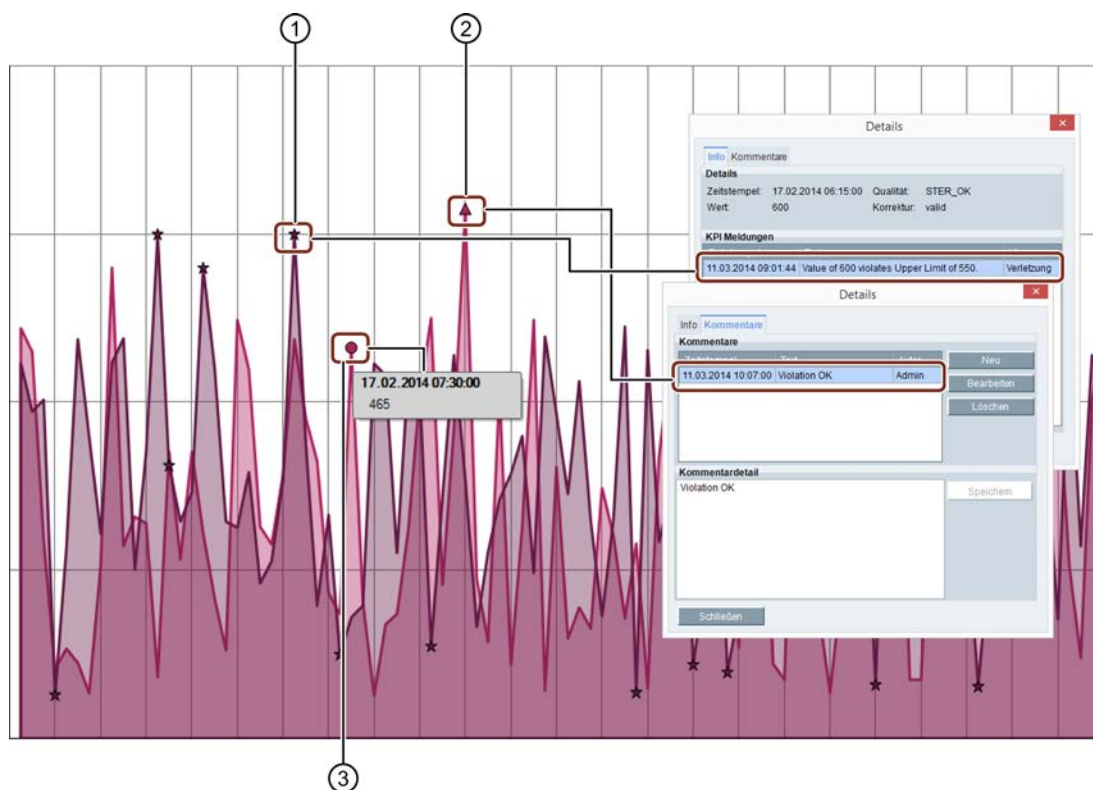 1
2
Details
Info Kommentare
Details
Zeitstempel: 17.02.2014 06:15:00 Qualität: STER_OK
Wert: 600 Korrektur: valid
KPI Meldungen
11.03.2014 09:01:44 Value of 600 violates Upper Limit of 550. Verletzung
Details
Info Kommentare
Kommentare
Neu
11.03.2014 10:07:00 Violation OK Admin
Bearbeiten
Löschen
17.02.2014 07:30:00
465
Kommentardetail
Violation OK
Speichern
Schließen
3